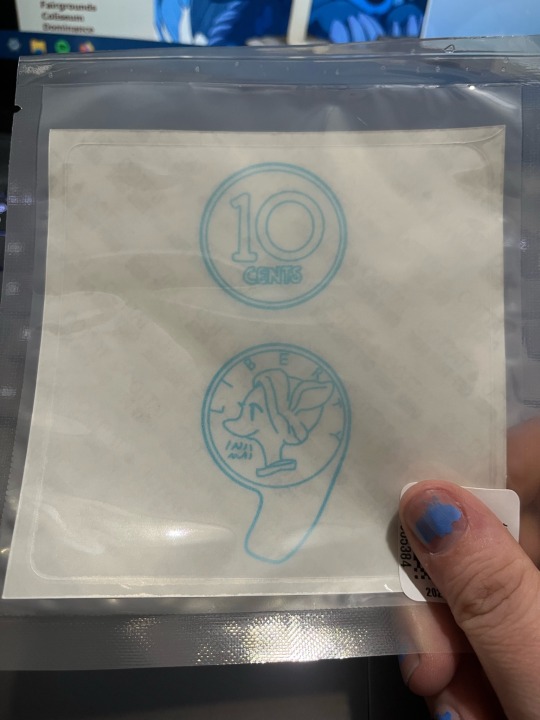 Fairgrounds
Coliseum
Dominance
10
CENTS
LIBERTY